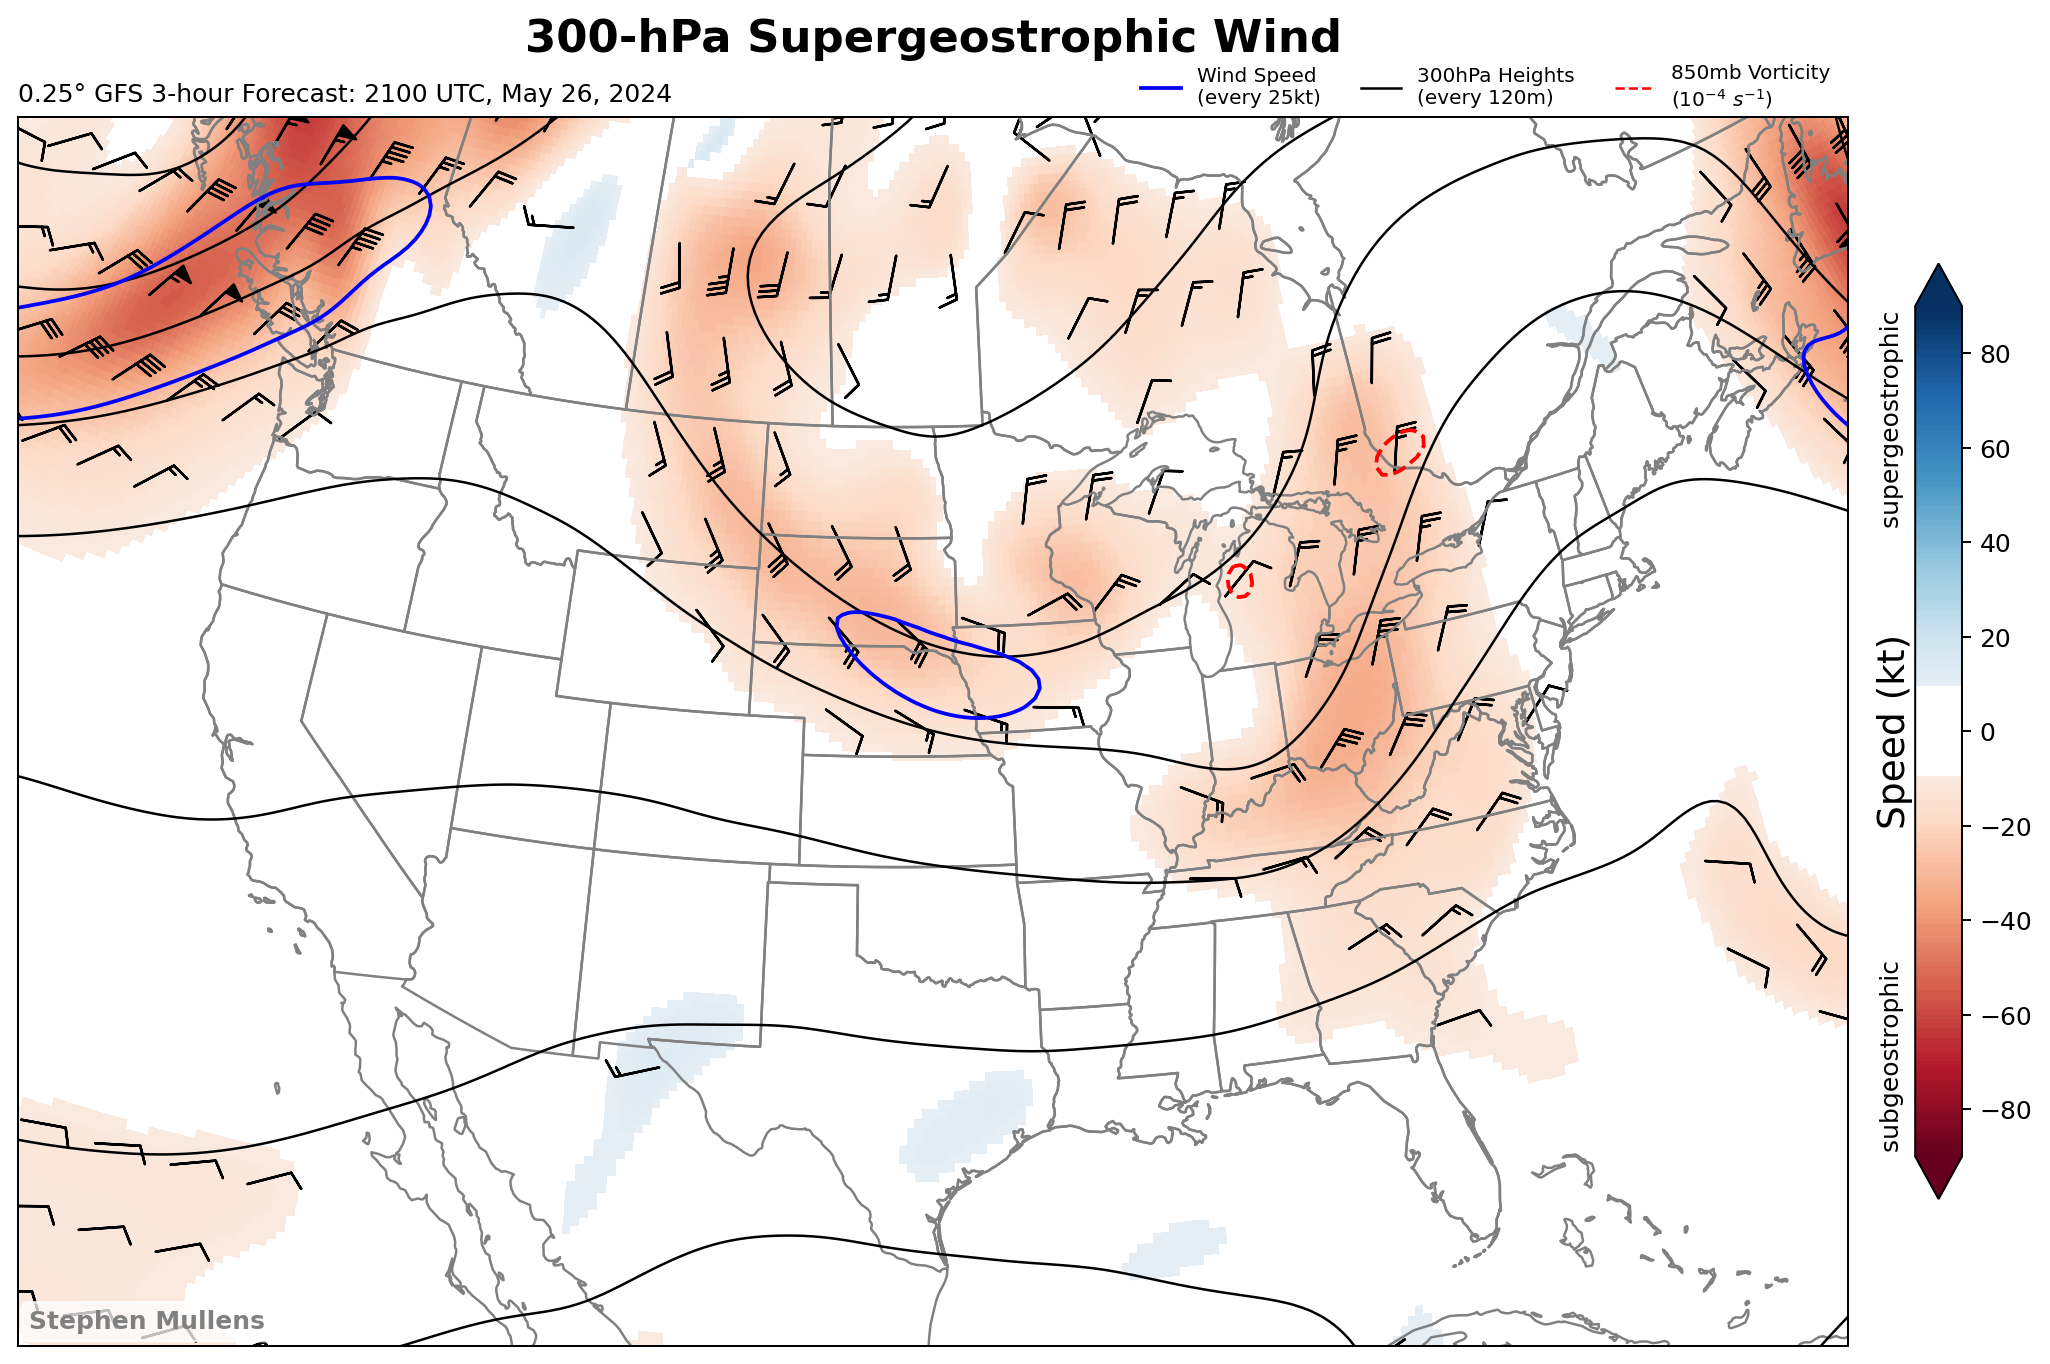 300-hPa Supergeostrophic Wind
0.25° GFS 3-hour Forecast: 2100 UTC, May 26, 2024
Wind Speed
(every 25kt)
300hPa Heights
(every 120m)
850mb Vorticity
(10⁻⁴ s⁻¹)
supergeostrophic
Speed (kt)
subgeostrophic
80
60
40
20
0
−20
−40
−60
−80
Stephen Mullens